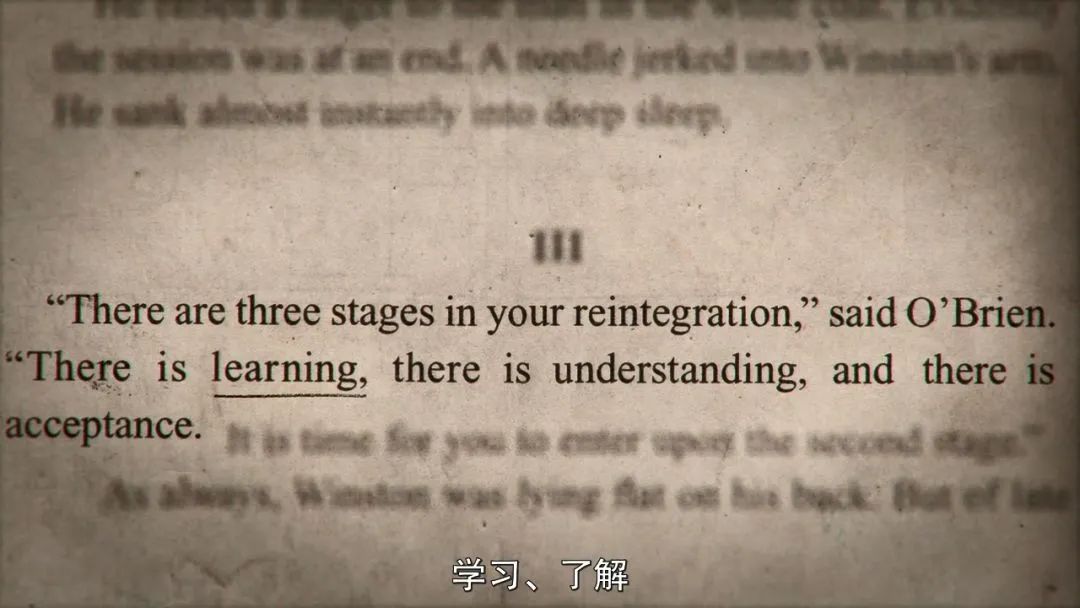 the session was at an end. A needle jerked into Winston's arm.
He sank almost instantly into deep sleep.
III
“There are three stages in your reintegration,” said O’Brien.
“There is learning, there is understanding, and there is
acceptance. It is time for you to enter upon the second stage.”
As always, Winston was lying flat on his back. But of late
学习、了解